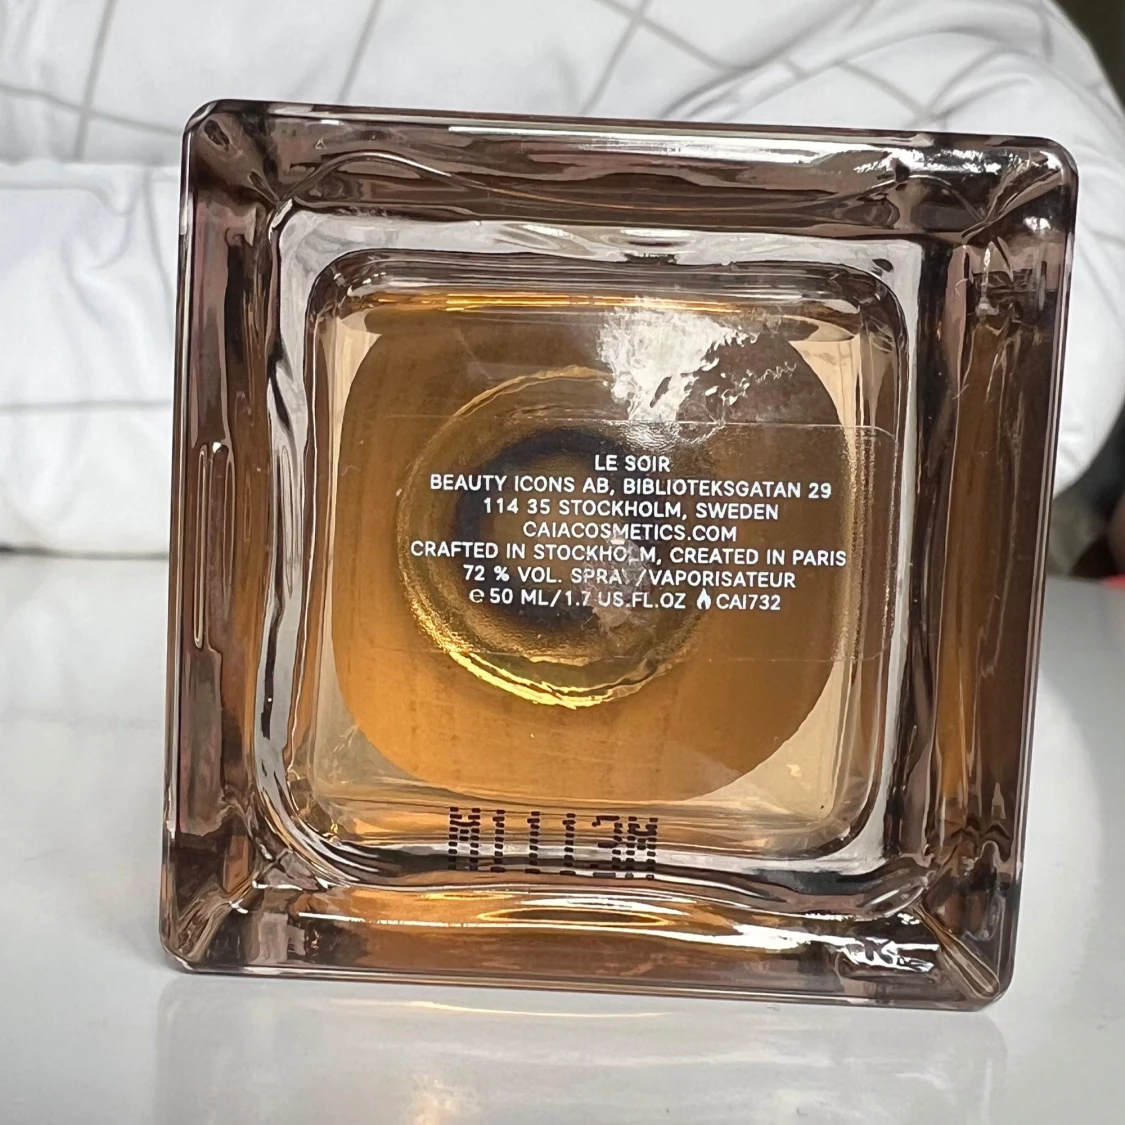 LE SOIR
BEAUTY ICONS AB, BIBLIOTEKSGATAN 29
114 35 STOCKHOLM, SWEDEN
CAIACOSMETICS.COM
CRAFTED IN STOCKHOLM, CREATED IN PARIS
72 % VOL. SPRAY/VAPORISATEUR
℮ 50 ML/1.7 US.FL.OZ CAI732